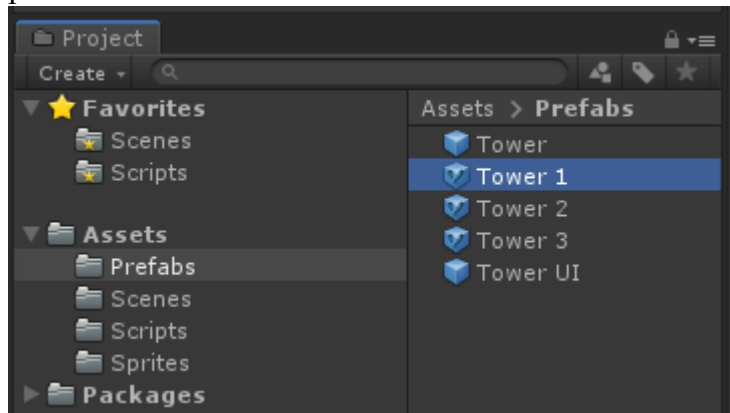 Project
Create
Favorites
Scenes
Scripts
Assets
Prefabs
Scenes
Scripts
Sprites
Packages
Assets > Prefabs
Tower
Tower 1
Tower 2
Tower 3
Tower UI